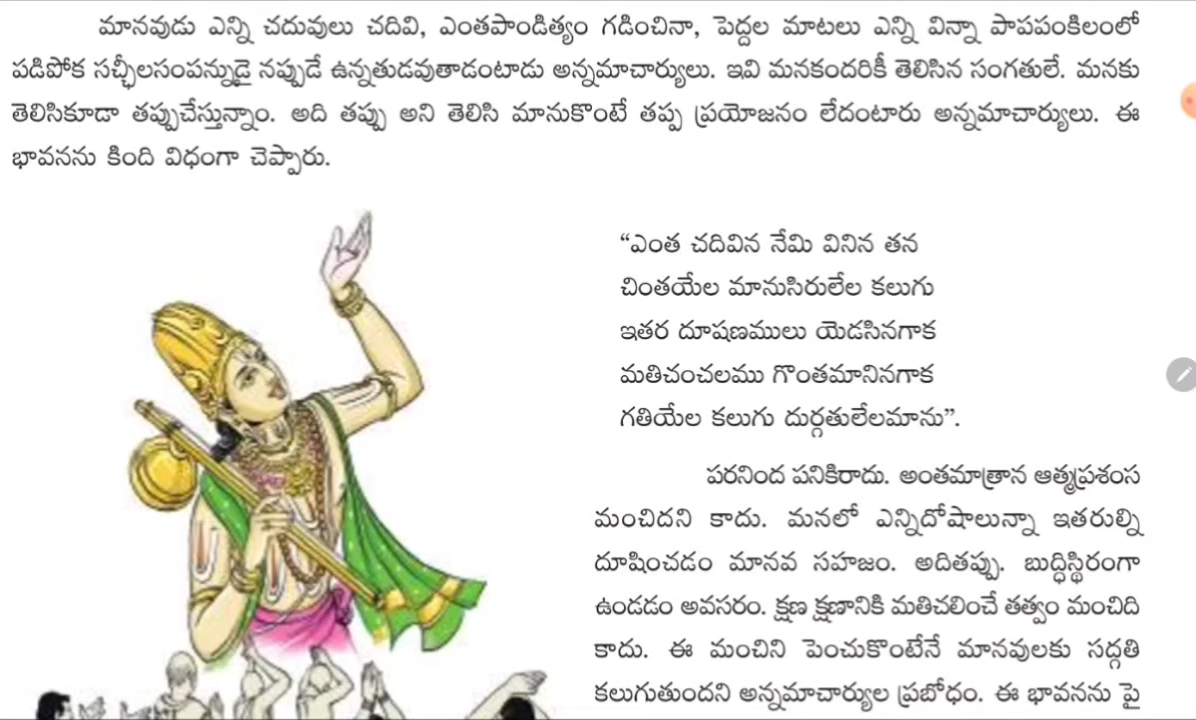 మానవుడు ఎన్ని చదువులు చదివి, ఎంతపాండిత్యం గడించినా, పెద్దల మాటలు ఎన్ని విన్నా పాపపంకిలంలో
పడిపోక సచ్ఛీలసంపన్నుడై నప్పుడే ఉన్నతుడవుతాడంటాడు అన్నమాచార్యులు. ఇవి మనకందరికీ తెలిసిన సంగతులే. మనకు
తెలిసికూడా తప్పుచేస్తున్నాం. అది తప్పు అని తెలిసి మానుకొంటే తప్ప ప్రయోజనం లేదంటారు అన్నమాచార్యులు. ఈ
భావనను కింది విధంగా చెప్పారు.
“ఎంత చదివిన నేమి వినిన తన
చింతయేల మానుసిరులేల కలుగు
ఇతర దూషణములు యెడసినగాక
మతిచంచలము గొంతమానినగాక
గతియేల కలుగు దుర్గతులేలమాను”.
పరనింద పనికిరాదు. అంతమాత్రాన ఆత్మప్రశంస
మంచిదని కాదు. మనలో ఎన్నిదోషాలున్నా ఇతరుల్ని
దూషించడం మానవ సహజం. అదితప్పు. బుద్ధిస్థిరంగా
ఉండడం అవసరం. క్షణ క్షణానికి మతిచలించే తత్వం మంచిది
కాదు. ఈ మంచిని పెంచుకొంటేనే మానవులకు సద్గతి
కలుగుతుందని అన్నమాచార్యుల ప్రబోధం. ఈ భావనను పై